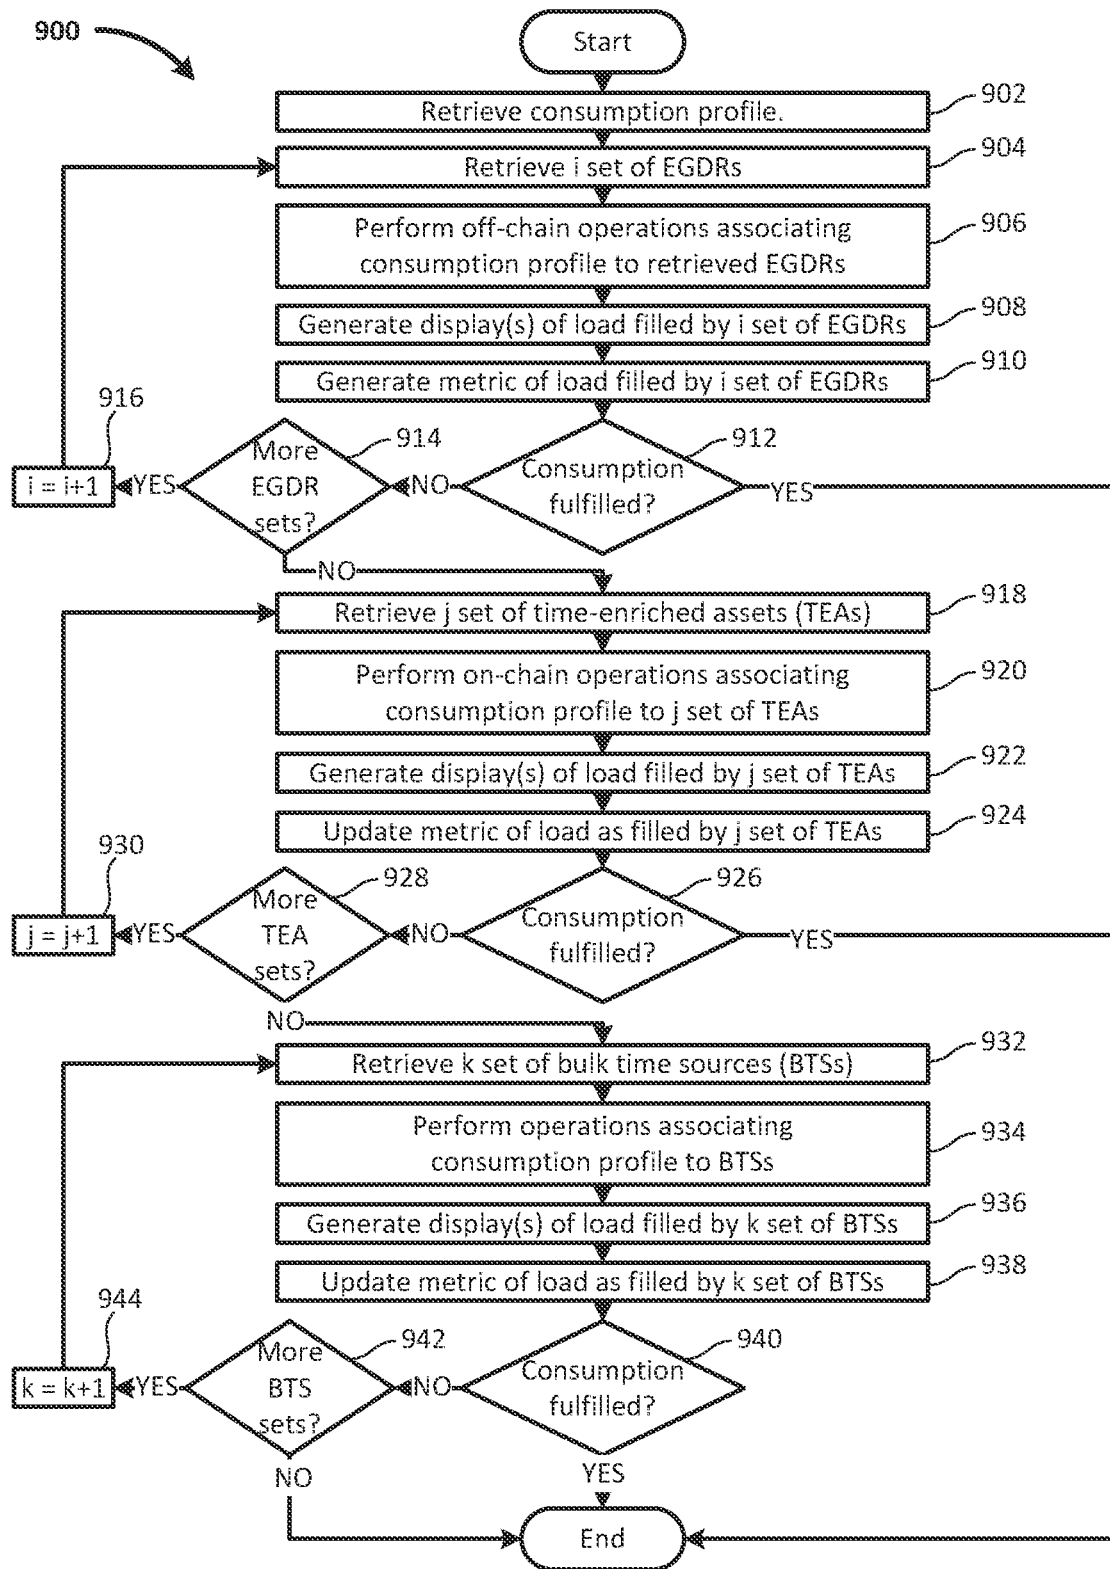 900
Start
Retrieve consumption profile.
902
Retrieve i set of EGDRs
904
Perform off-chain operations associating
consumption profile to retrieved EGDRs
906
Generate display(s) of load filled by i set of EGDRs
908
Generate metric of load filled by i set of EGDRs
910
916
i = i+1
YES
914
More
EGDR
sets?
NO
912
Consumption
fulfilled?
YES
NO
Retrieve j set of time-enriched assets (TEAs)
918
Perform on-chain operations associating
consumption profile to j set of TEAs
920
Generate display(s) of load filled by j set of TEAs
922
Update metric of load as filled by j set of TEAs
924
930
j = j+1
YES
928
More
TEA
sets?
NO
926
Consumption
fulfilled?
YES
NO
Retrieve k set of bulk time sources (BTSs)
932
Perform operations associating
consumption profile to BTSs
934
Generate display(s) of load filled by k set of BTSs
936
Update metric of load as filled by k set of BTSs
938
944
k = k+1
YES
942
More
BTS
sets?
NO
940
Consumption
fulfilled?
NO
YES
End